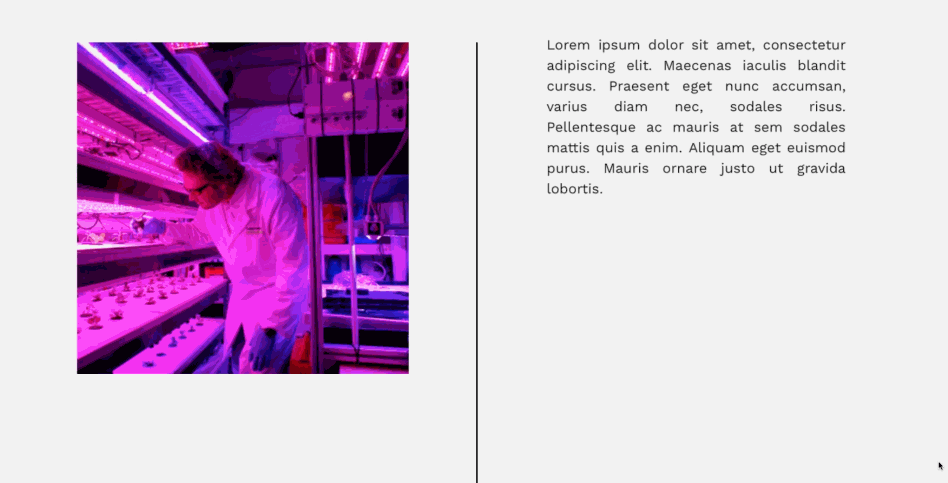 Lorem ipsum dolor sit amet, consectetur
adipiscing elit. Maecenas iaculis blandit
cursus. Praesent eget nunc accumsan,
varius diam nec, sodales risus.
Pellentesque ac mauris at sem sodales
mattis quis a enim. Aliquam eget euismod
purus. Mauris ornare justo ut gravida
lobortis.